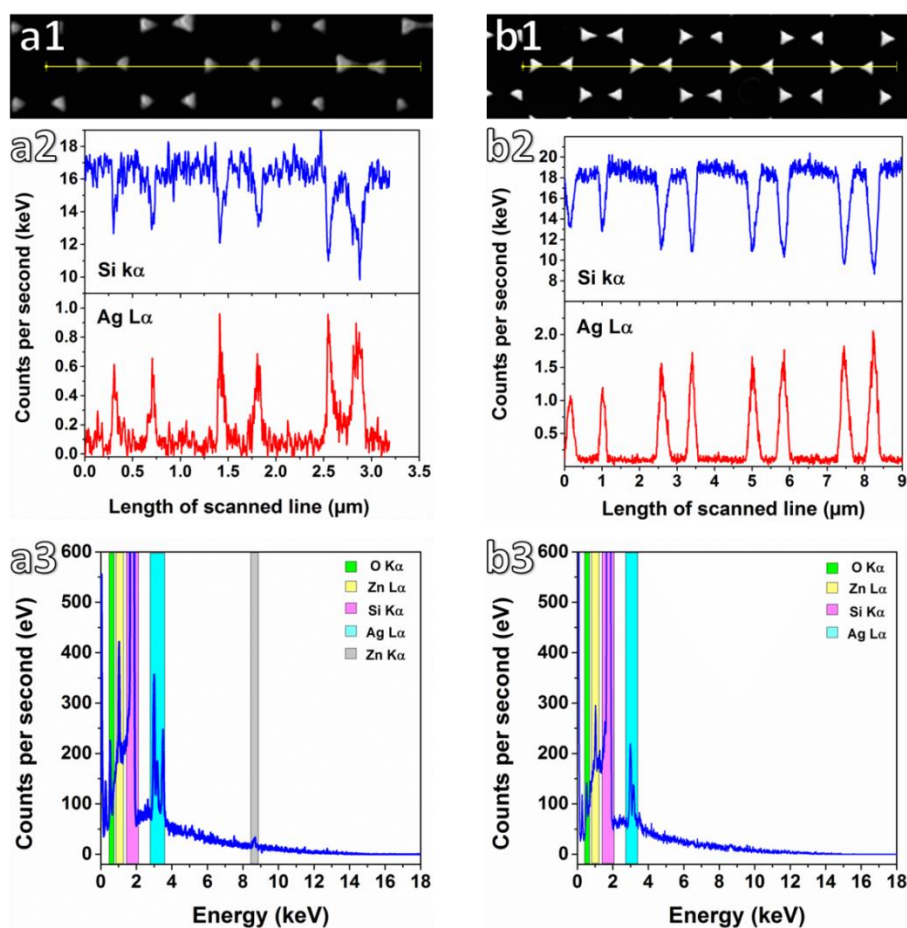 a1
b1
a2
18
16
14
12
10
Si kα
1.0
0.8
0.6
0.4
0.2
0.0
Ag Lα
Counts per second (keV)
0.0 0.5 1.0 1.5 2.0 2.5 3.0 3.5
Length of scanned line (µm)
b2
20
18
16
14
12
10
8
Si kα
2.0
1.5
1.0
0.5
Ag Lα
Counts per second (keV)
0 1 2 3 4 5 6 7 8 9
Length of scanned line (µm)
a3
600
500
400
300
200
100
0
O Kα
Zn Lα
Si Kα
Ag Lα
Zn Kα
Counts per second (eV)
0 2 4 6 8 10 12 14 16 18
Energy (keV)
b3
600
500
400
300
200
100
0
O Kα
Zn Lα
Si Kα
Ag Lα
Counts per second (eV)
0 2 4 6 8 10 12 14 16 18
Energy (keV)